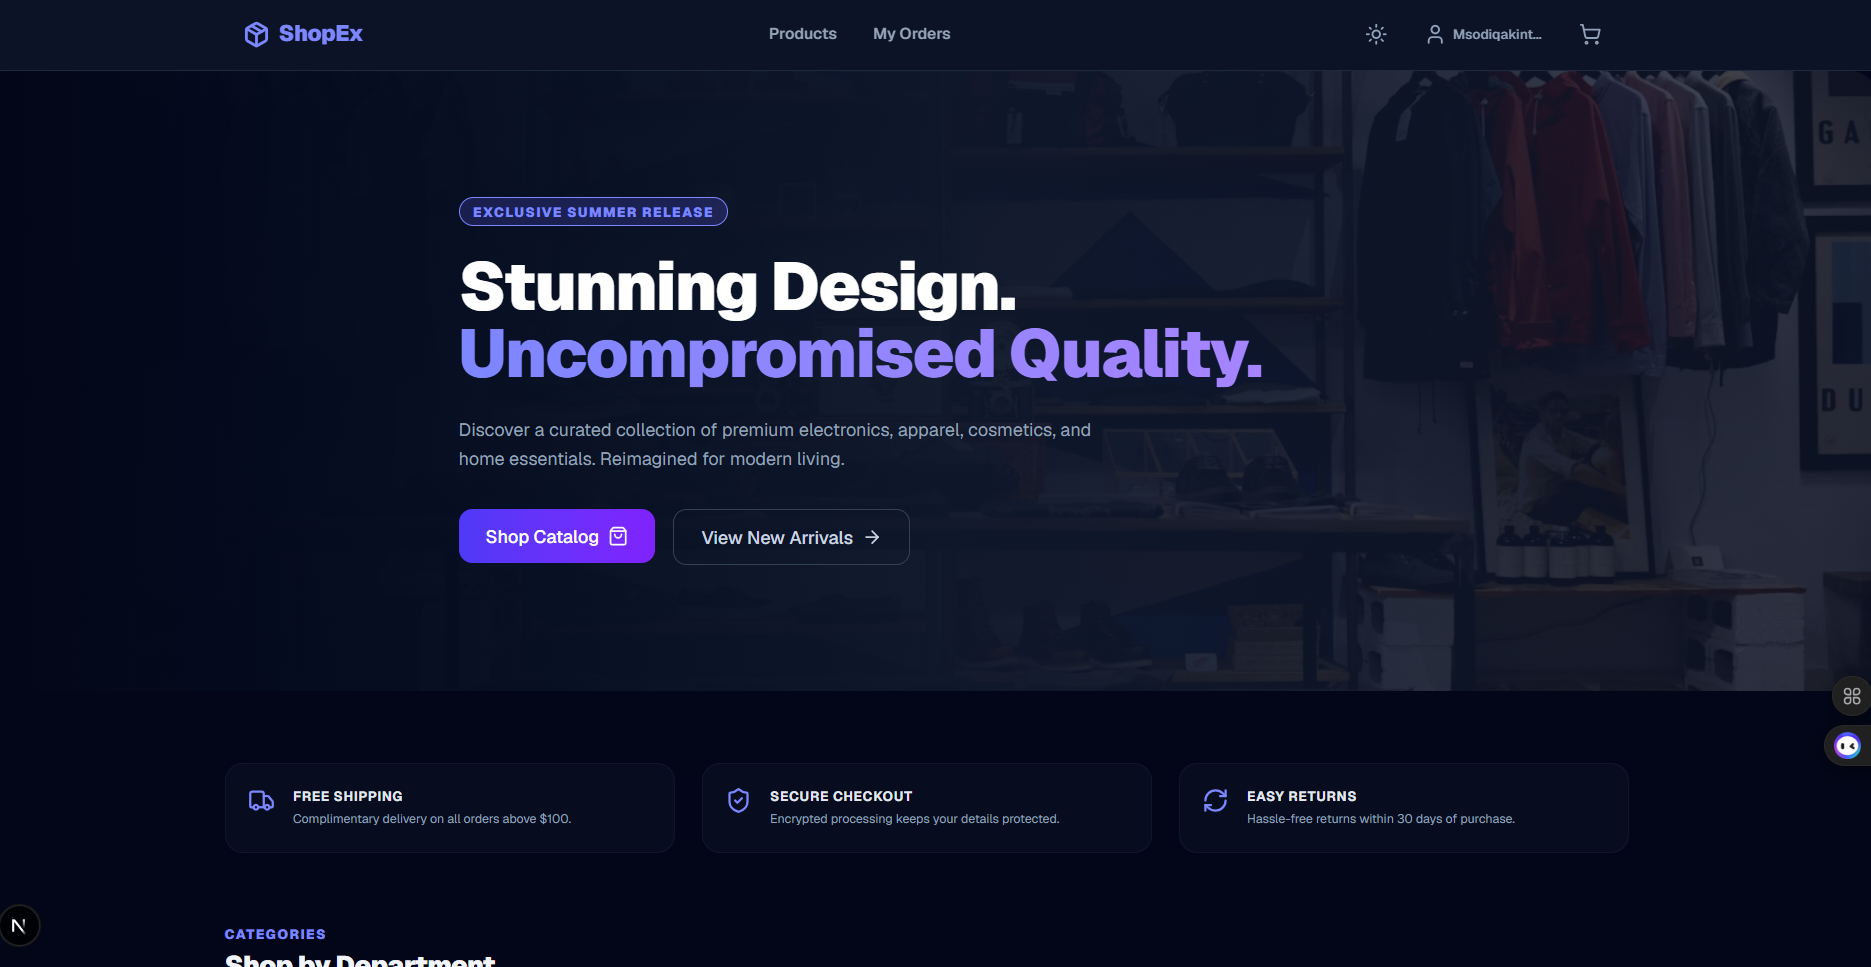 ShopEx
Products
My Orders
Msodiqakint...
EXCLUSIVE SUMMER RELEASE
Stunning Design.
Uncompromised Quality.
Discover a curated collection of premium electronics, apparel, cosmetics, and
home essentials. Reimagined for modern living.
Shop Catalog
View New Arrivals
GA
DU
FREE SHIPPING
Complimentary delivery on all orders above $100.
SECURE CHECKOUT
Encrypted processing keeps your details protected.
EASY RETURNS
Hassle-free returns within 30 days of purchase.
N
CATEGORIES
Shop by Department